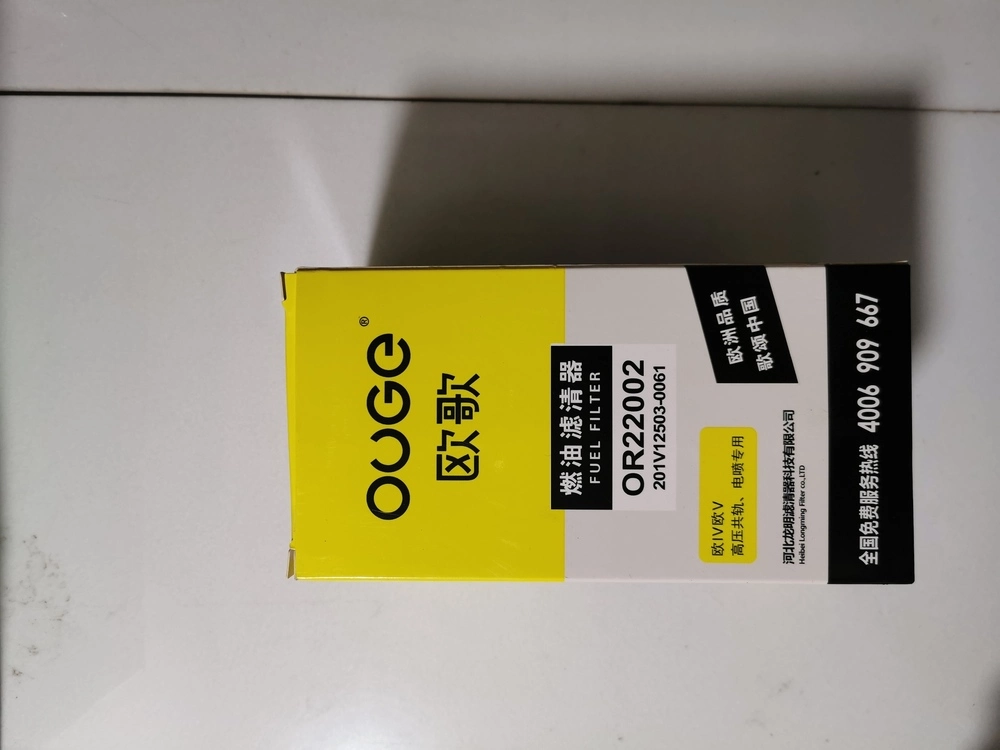 OUGE®
欧歌
燃油滤清器
FUEL FILTER
OR22002
201V12503-0061
欧洲品质
歌颂中国
欧IV欧V
高压共轨、电喷专用
河北龙明滤清器科技有限公司
Heibei Longming Filter co.,LTD
全国免费服务热线 4006 909 667